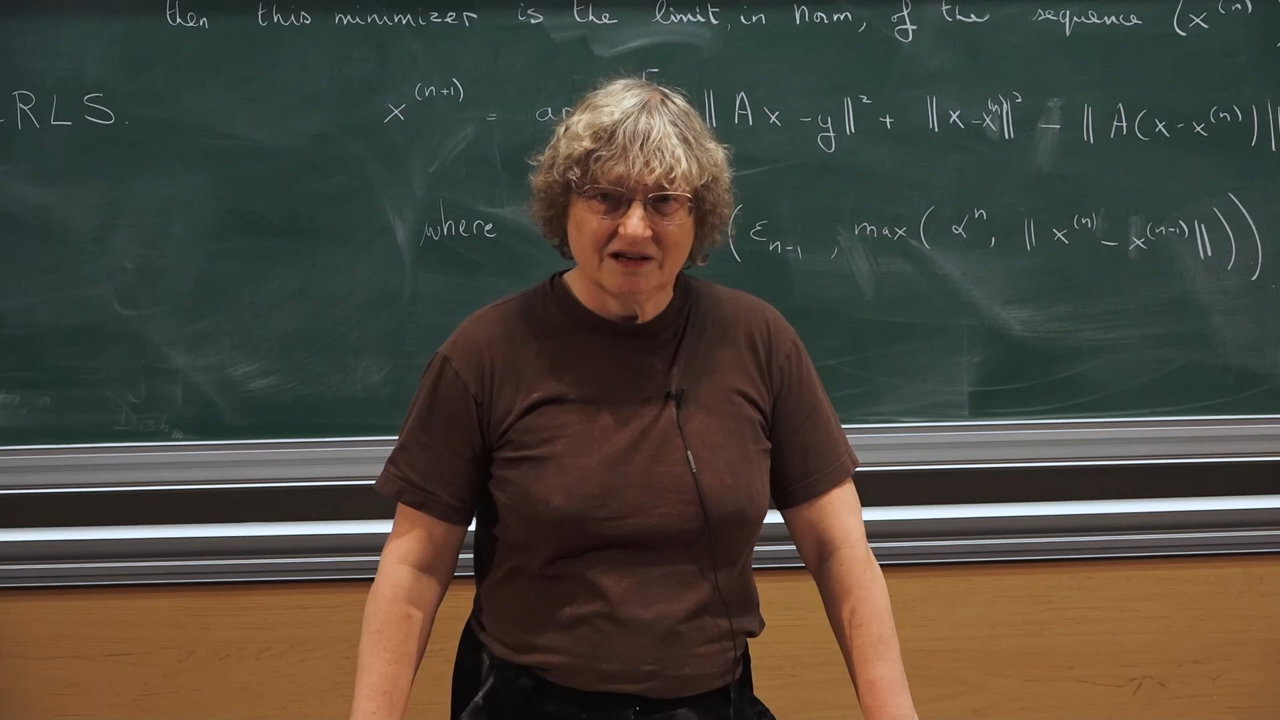 then this minimizer is the limit, in norm, of the sequence (x^(n)
RLS. x^(n+1) = ar ‖Ax-y‖² + ‖x-x^(n)‖² - ‖A(x-x^(n))‖
where (ε_{n-1}, max(α^n, ‖x^(n)-x^(n-1)‖))